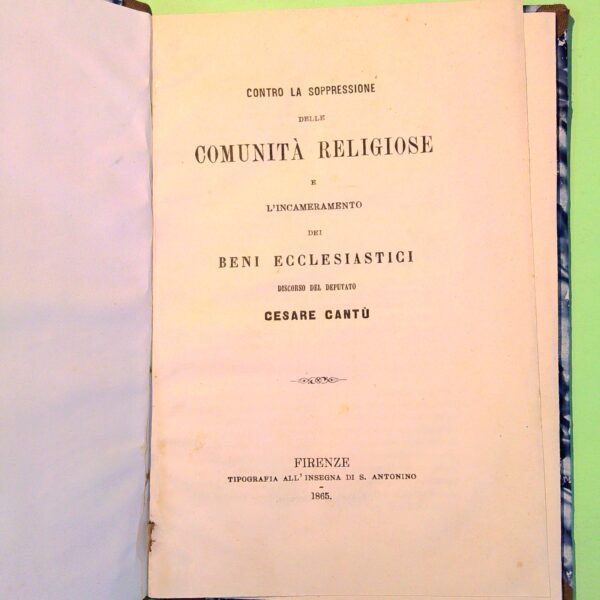 CONTRO LA SOPPRESSIONE
DELLE
COMUNITÀ RELIGIOSE
E
L'INCAMERAMENTO
DEI
BENI ECCLESIASTICI
DISCORSO DEL DEPUTATO
CESARE CANTÙ
FIRENZE
TIPOGRAFIA ALL' INSEGNA DI S. ANTONINO
–
1865.